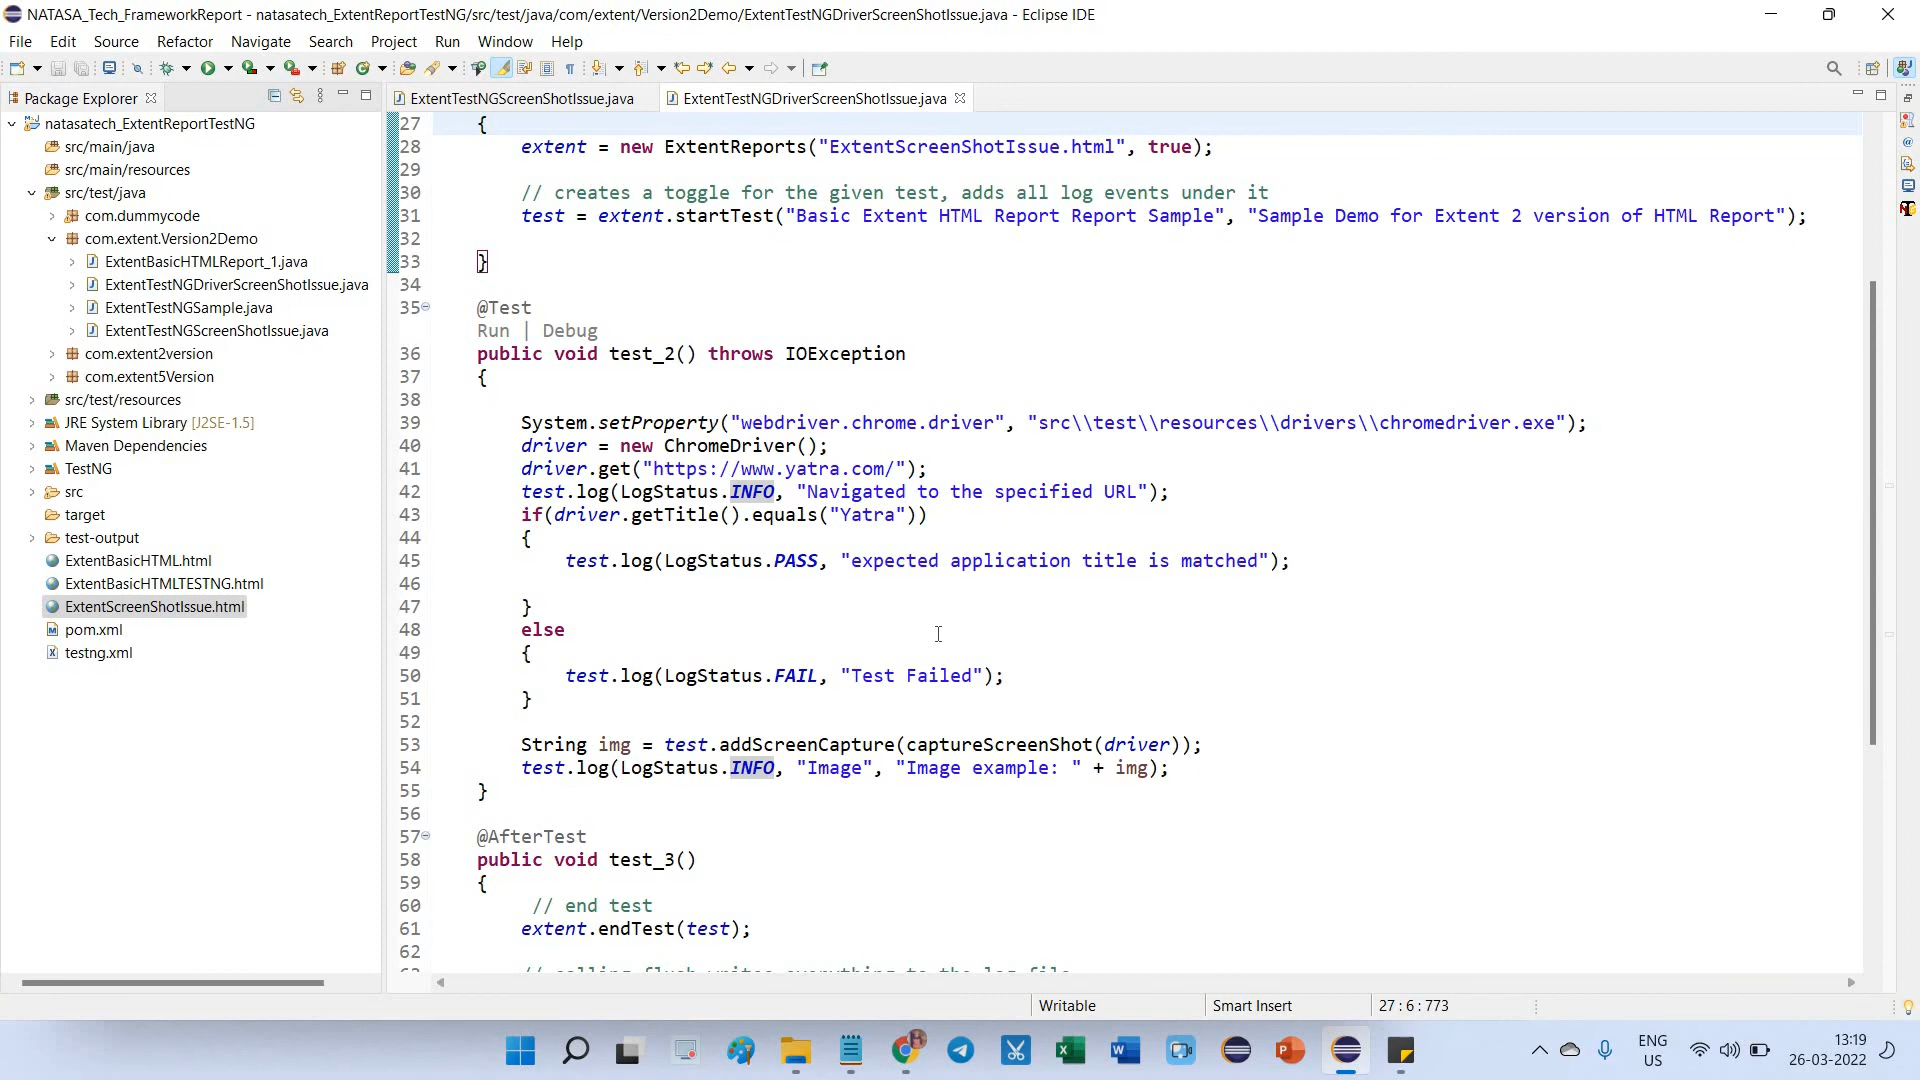 NATASA_Tech_FrameworkReport - natasatech_ExtentReportTestNG/src/test/java/com/extent/Version2Demo/ExtentTestNGDriverScreenShotIssue.java - Eclipse IDE
File Edit Source Refactor Navigate Search Project Run Window Help
Package Explorer
ExtentTestNGScreenShotIssue.java
ExtentTestNGDriverScreenShotIssue.java
natasatech_ExtentReportTestNG
src/main/java
src/main/resources
src/test/java
com.dummycode
com.extent.Version2Demo
ExtentBasicHTMLReport_1.java
ExtentTestNGDriverScreenShotIssue.java
ExtentTestNGSample.java
ExtentTestNGScreenShotIssue.java
com.extent2version
com.extent5Version
src/test/resources
JRE System Library [J2SE-1.5]
Maven Dependencies
TestNG
src
target
test-output
ExtentBasicHTML.html
ExtentBasicHTMLTESTNG.html
ExtentScreenShotIssue.html
pom.xml
testng.xml
27 {
28 extent = new ExtentReports("ExtentScreenShotIssue.html", true);
29
30 // creates a toggle for the given test, adds all log events under it
31 test = extent.startTest("Basic Extent HTML Report Report Sample", "Sample Demo for Extent 2 version of HTML Report");
32
33 }
34
35 @Test
Run | Debug
36 public void test_2() throws IOException
37 {
38
39 System.setProperty("webdriver.chrome.driver", "src\\test\\resources\\drivers\\chromedriver.exe");
40 driver = new ChromeDriver();
41 driver.get("https://www.yatra.com/");
42 test.log(LogStatus.INFO, "Navigated to the specified URL");
43 if(driver.getTitle().equals("Yatra"))
44 {
45 test.log(LogStatus.PASS, "expected application title is matched");
46
47 }
48 else
49 {
50 test.log(LogStatus.FAIL, "Test Failed");
51 }
52
53 String img = test.addScreenCapture(captureScreenShot(driver));
54 test.log(LogStatus.INFO, "Image", "Image example: " + img);
55 }
56
57 @AfterTest
58 public void test_3()
59 {
60 // end test
61 extent.endTest(test);
62
Writable Smart Insert 27 : 6 : 773
ENG
US
13:19
26-03-2022